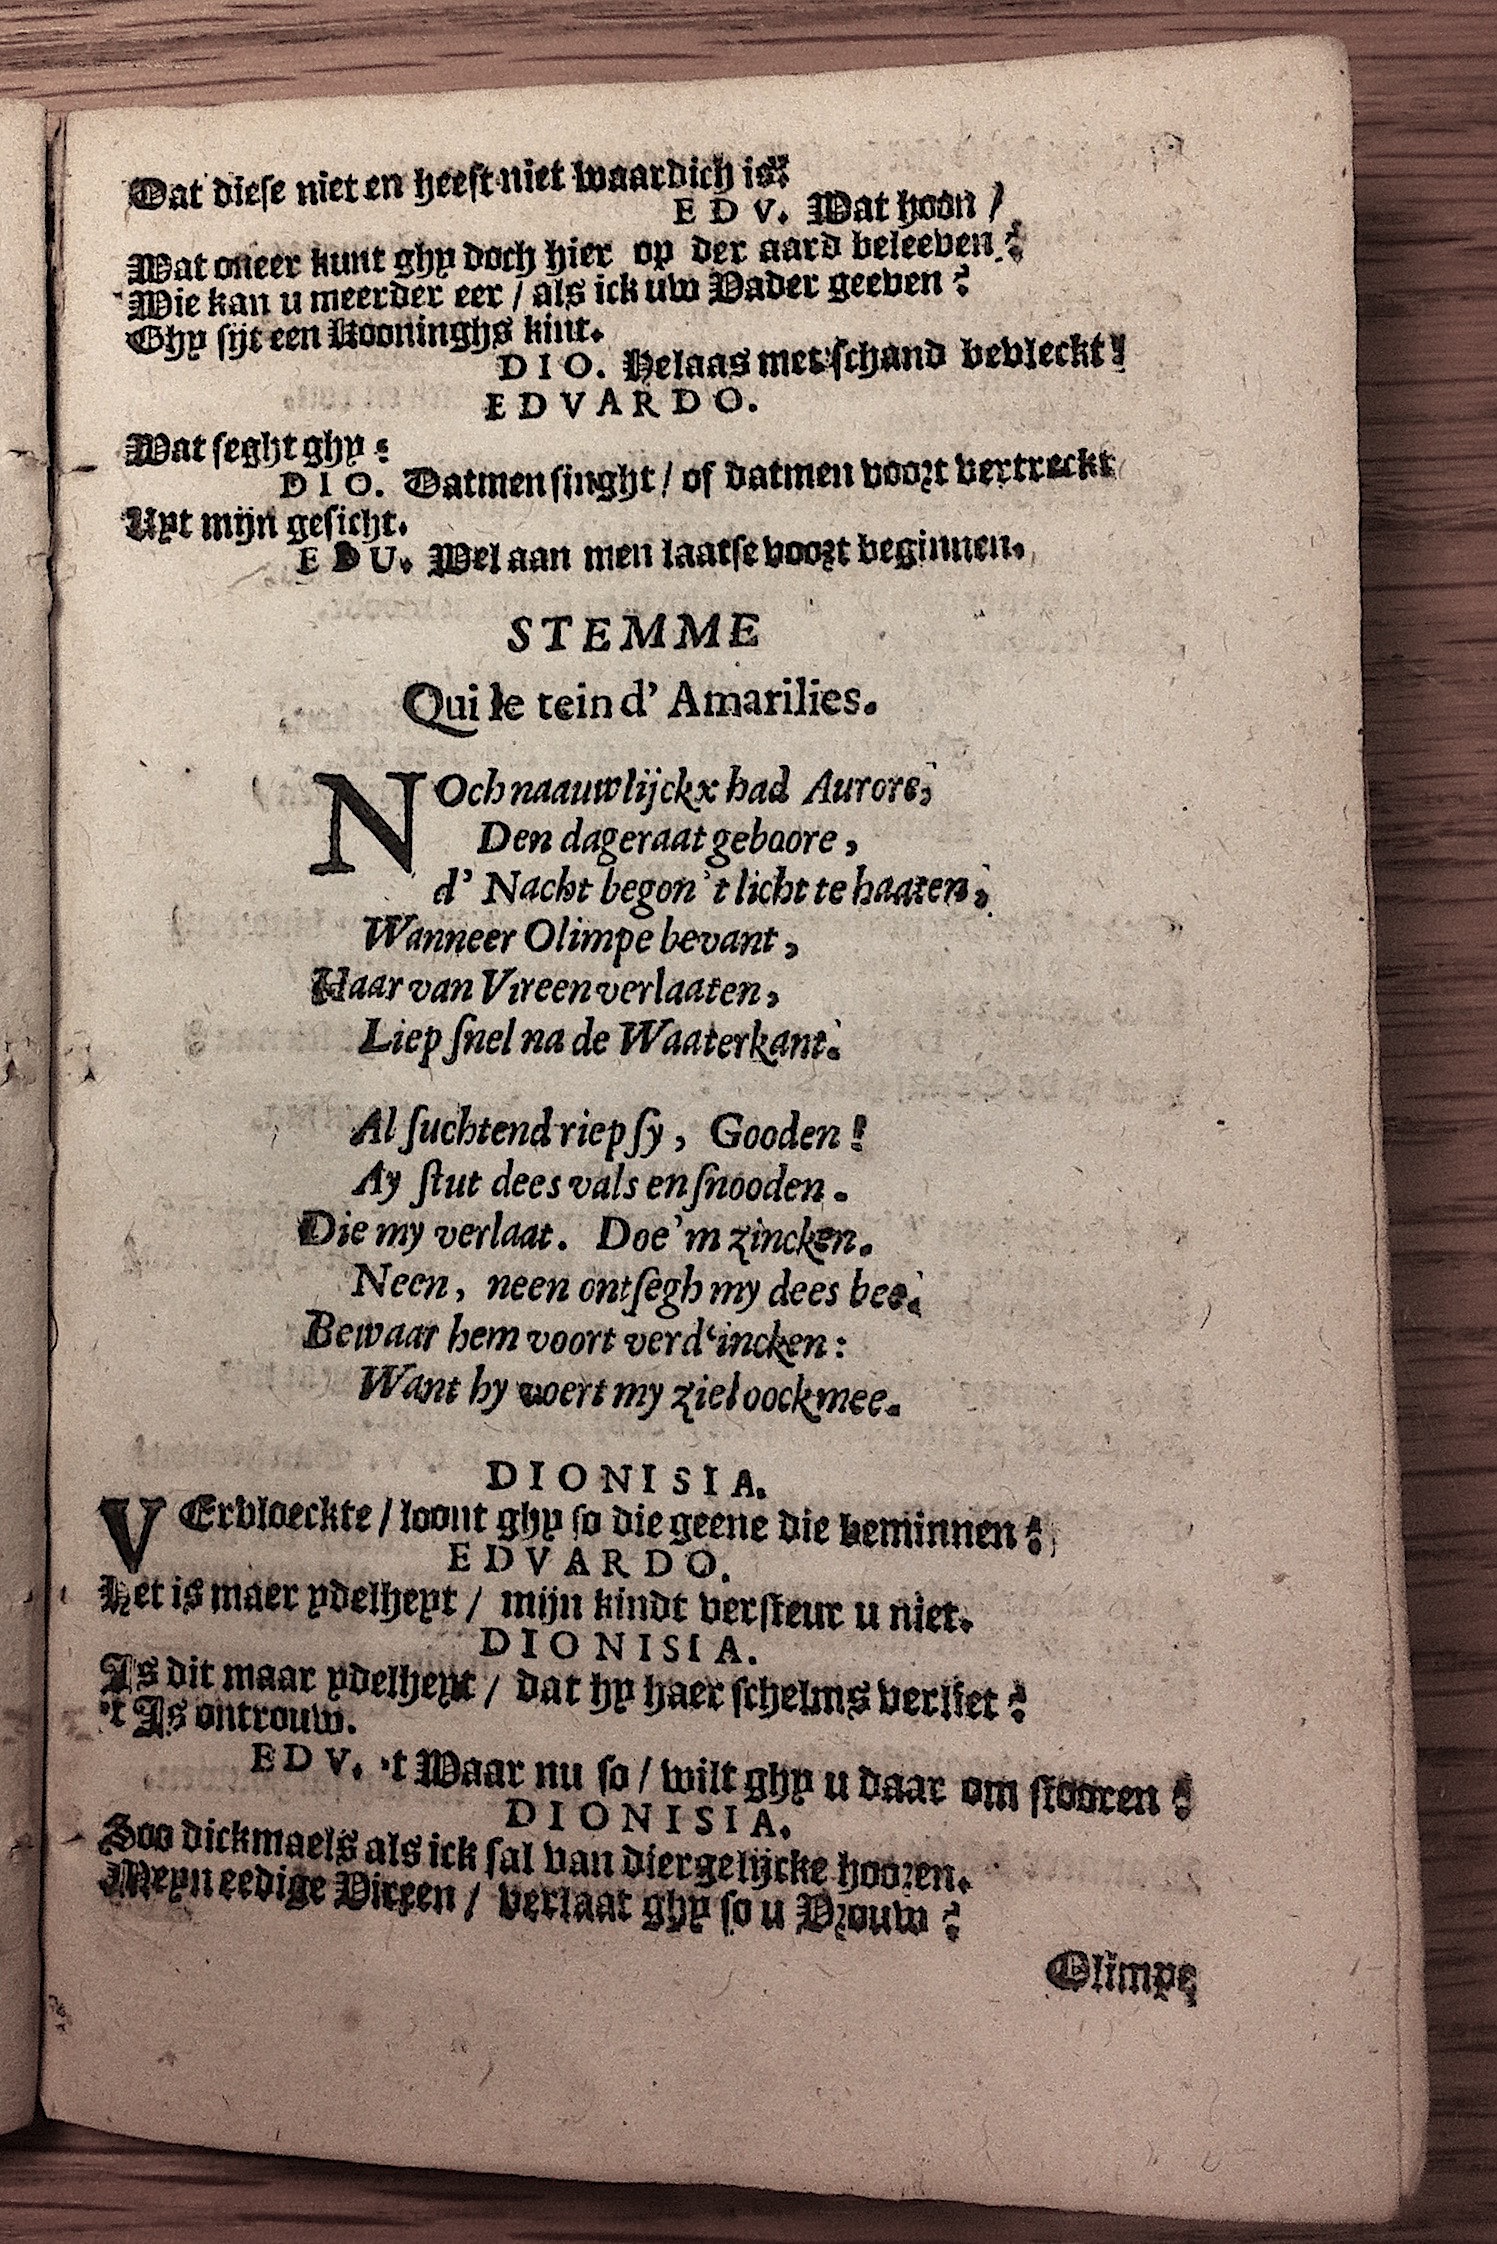 Dat dieſe niet en heeft niet waardich is?
EDV. Wat hoon /
Wat oneer kunt ghy doch hier op der aard beleeven?
Wie kan u meerder eer / als ick uw Vader geeven?
Ghy ſijt een Kooninghs kint.
DIO. Helaas met ſchand bevleckt!
EDVARDO.
Wat ſeght ghy?
DIO. Datmen ſinght / of datmen voort vertreckt
Uyt mijn geſicht.
EDU. Wel aan men laatſe voort beginnen.
STEMME
Qui le tein d' Amarilies.
NOch naauwlijckx had Aurore,
Den dageraat geboore,
d' Nacht begon 't licht te haaten,
Wanneer Olimpe bevant,
Haar van Vireen verlaaten,
Liep ſnel na de Waaterkant.
Al ſuchtend riep ſy, Gooden!
Ay ſtut dees vals en ſnooden.
Die my verlaat. Doe'm zincken.
Neen, neen ontſegh my dees bee.
Bewaar hem voort verd'incken:
Want hy voert my ziel oock mee.
DIONISIA.
VErvloeckte / loont ghy ſo die geene die beminnen?
EDVARDO.
Het is maer ydelheyt / mijn kindt verſteur u niet.
DIONISIA.
Is dit maar ydelheyt / dat hy haer ſchelms verliet?
't Is ontrouw.
EDV. 't Waar nu ſo / wilt ghy u daar om ſtooren?
DIONISIA.
Soo dickmaels als ick ſal van diergelijcke hooren.
Meyneedige Vireen / verlaat ghy ſo u Vrouw?
Olimpe